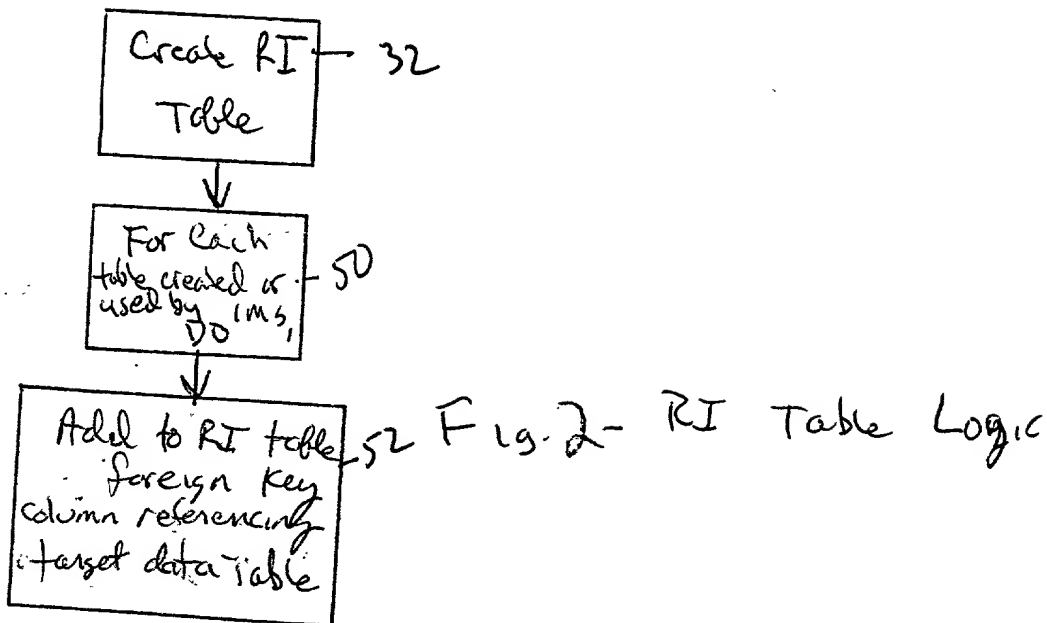 Create RI
Table
32
For Each
table created or
used by IMS,
DO
50
Add to RI table
foreign key
column referencing
target data table
52
Fig. 2- RI Table Logic